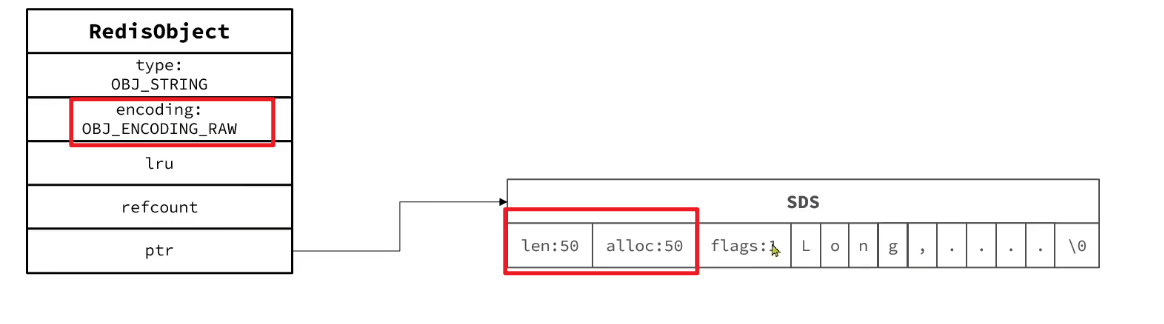 RedisObject
type:
OBJ_STRING
encoding:
OBJ_ENCODING_RAW
lru
refcount
ptr
SDS
len:50 alloc:50 flags:1 L o n g , . . . . \0